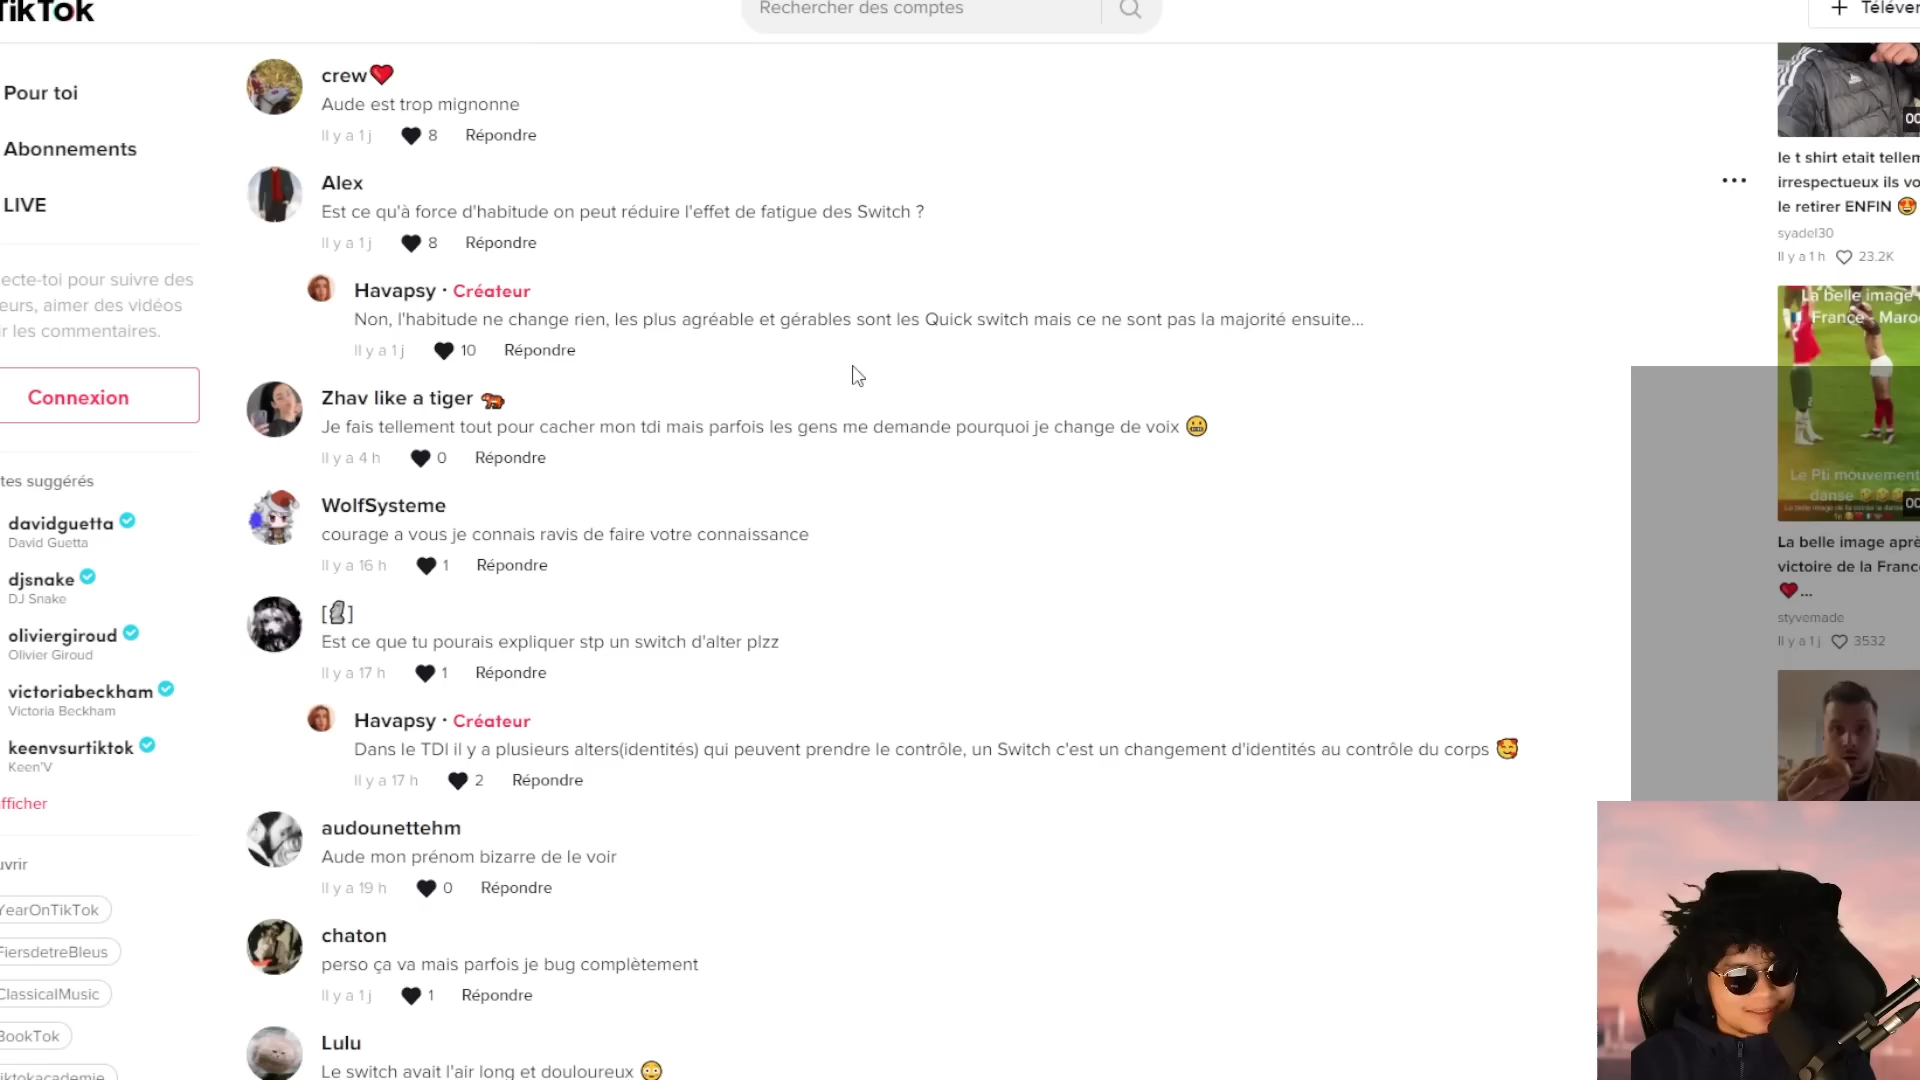 TikTok
Rechercher des comptes
Téléver
Pour toi
Abonnements
LIVE
ecte-toi pour suivre des
eurs, aimer des vidéos
ir les commentaires.
Connexion
tes suggérés
davidguetta
David Guetta
djsnake
DJ Snake
oliviergiroud
Olivier Giroud
victoriabeckham
Victoria Beckham
keenvsurtiktok
Keen'V
fficher
uvrir
YearOnTikTok
FiersdetreBleus
ClassicalMusic
BookTok
iktokacademie
crew❤️
Aude est trop mignonne
Il y a 1 j 8 Répondre
Alex
Est ce qu'à force d'habitude on peut réduire l'effet de fatigue des Switch ?
Il y a 1 j 8 Répondre
Havapsy · Créateur
Non, l'habitude ne change rien, les plus agréable et gérables sont les Quick switch mais ce ne sont pas la majorité ensuite...
Il y a 1 j 10 Répondre
Zhav like a tiger 🐅
Je fais tellement tout pour cacher mon tdi mais parfois les gens me demande pourquoi je change de voix 😬
Il y a 4 h 0 Répondre
WolfSysteme
courage a vous je connais ravis de faire votre connaissance
Il y a 16 h 1 Répondre
[🗿]
Est ce que tu pourais expliquer stp un switch d'alter plzz
Il y a 17 h 1 Répondre
Havapsy · Créateur
Dans le TDI il y a plusieurs alters(identités) qui peuvent prendre le contrôle, un Switch c'est un changement d'identités au contrôle du corps 🥰
Il y a 17 h 2 Répondre
audounettehm
Aude mon prénom bizarre de le voir
Il y a 19 h 0 Répondre
chaton
perso ça va mais parfois je bug complètement
Il y a 1 j 1 Répondre
Lulu
Le switch avait l'air long et douloureux 😳
00
le t shirt etait tellem
irrespectueux ils vo
le retirer ENFIN 😍
syadel30
Il y a 1 h 23.2K
La belle image
France - Maro
Le Pti mouvement
danse
00
La belle image aprè
victoire de la Franc
❤️ ...
styvemade
Il y a 1 j 3532